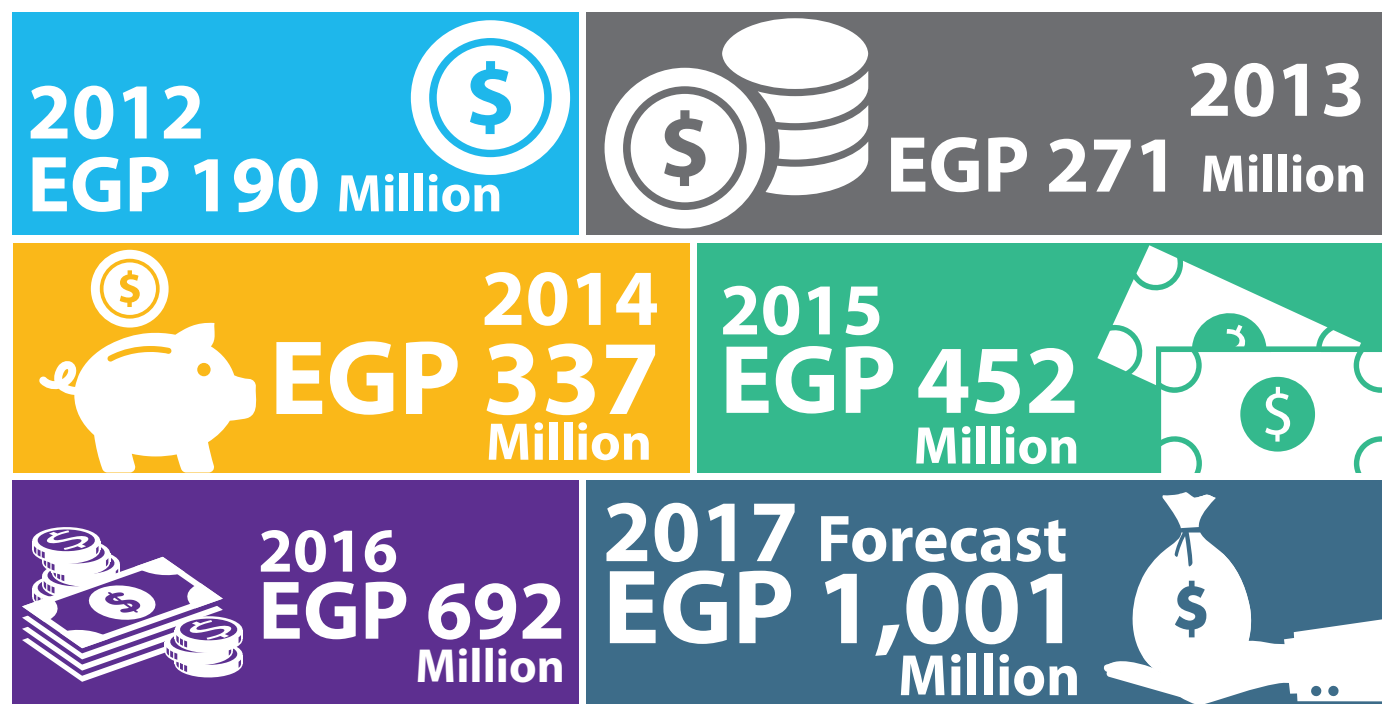 2012
EGP 190 Million
$
2013
EGP 271 Million
$
2014
EGP 337
Million
$
2015
EGP 452
Million
$
2016
EGP 692
Million
$
2017 Forecast
EGP 1,001
Million
$